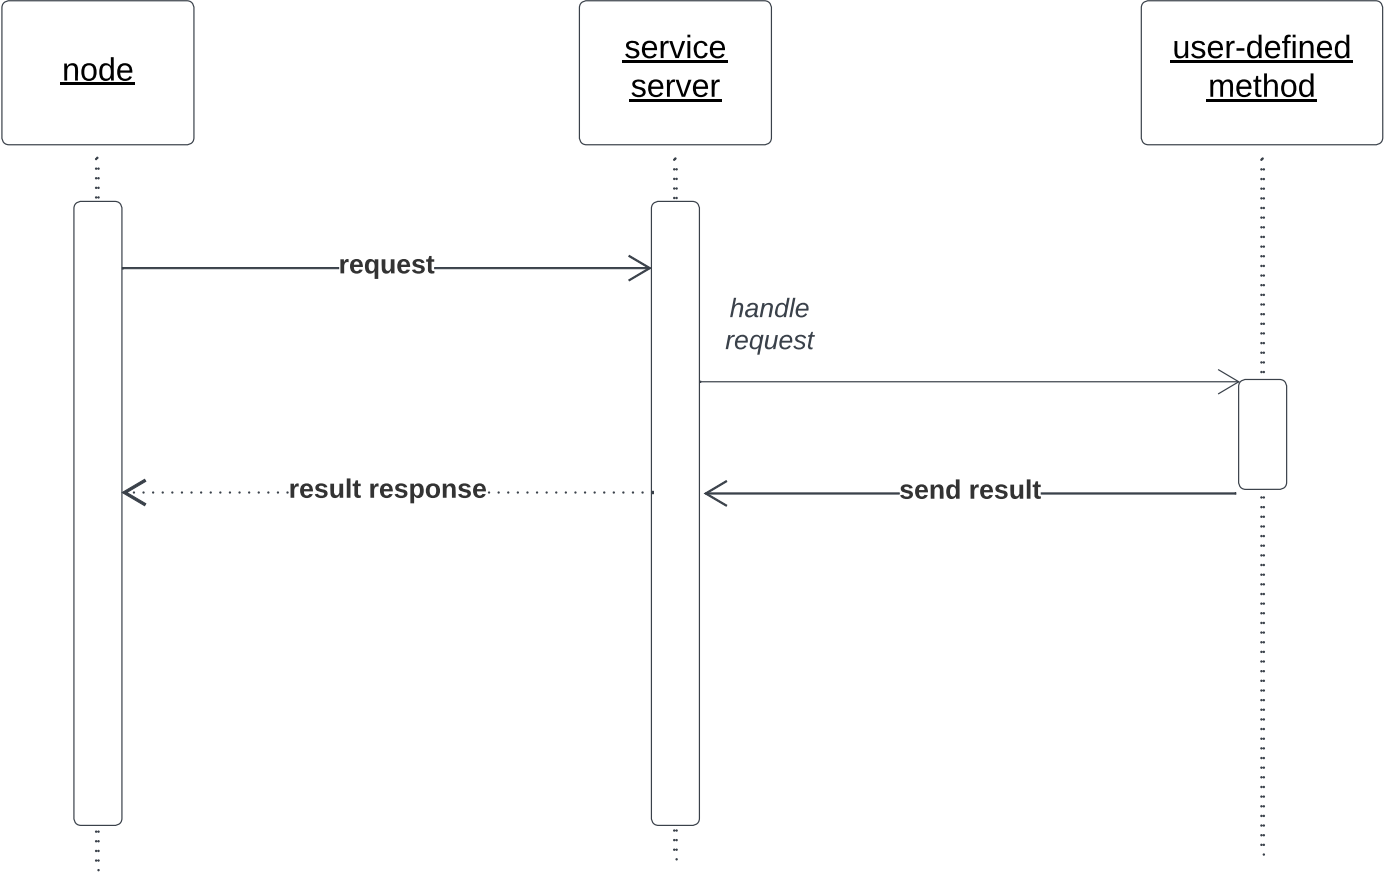 node
service
server
user-defined
method
request
handle
request
result response
send result